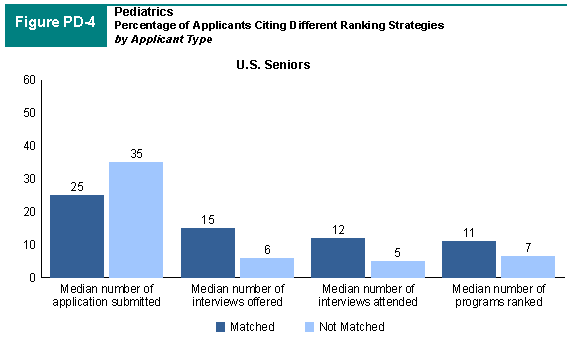 Figure PD-4
Pediatrics
Percentage of Applicants Citing Different Ranking Strategies
by Applicant Type
U.S. Seniors
60
50
40
30
20
10
0
25
35
15
6
12
5
11
7
Median number of
application submitted
Median number of
interviews offered
Median number of
interviews attended
Median number of
programs ranked
Matched
Not Matched